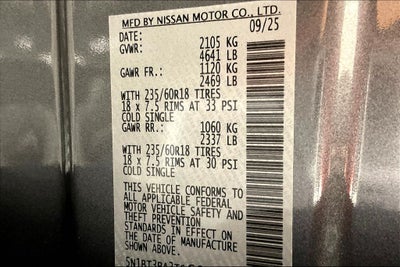 MFD BY NISSAN MOTOR CO., LTD.
DATE: 09/25
GVWR: 2105 KG
4641 LB
GAWR FR.: 1120 KG
2469 LB
WITH 235/60R18 TIRES
18 x 7.5 RIMS AT 33 PSI
COLD SINGLE
GAWR RR.: 1060 KG
2337 LB
WITH 235/60R18 TIRES
18 x 7.5 RIMS AT 30 PSI
COLD SINGLE
THIS VEHICLE CONFORMS TO
ALL APPLICABLE FEDERAL
MOTOR VEHICLE SAFETY AND
THEFT PREVENTION
STANDARDS IN EFFECT ON
THE DATE OF MANUFACTURE
SHOWN ABOVE.